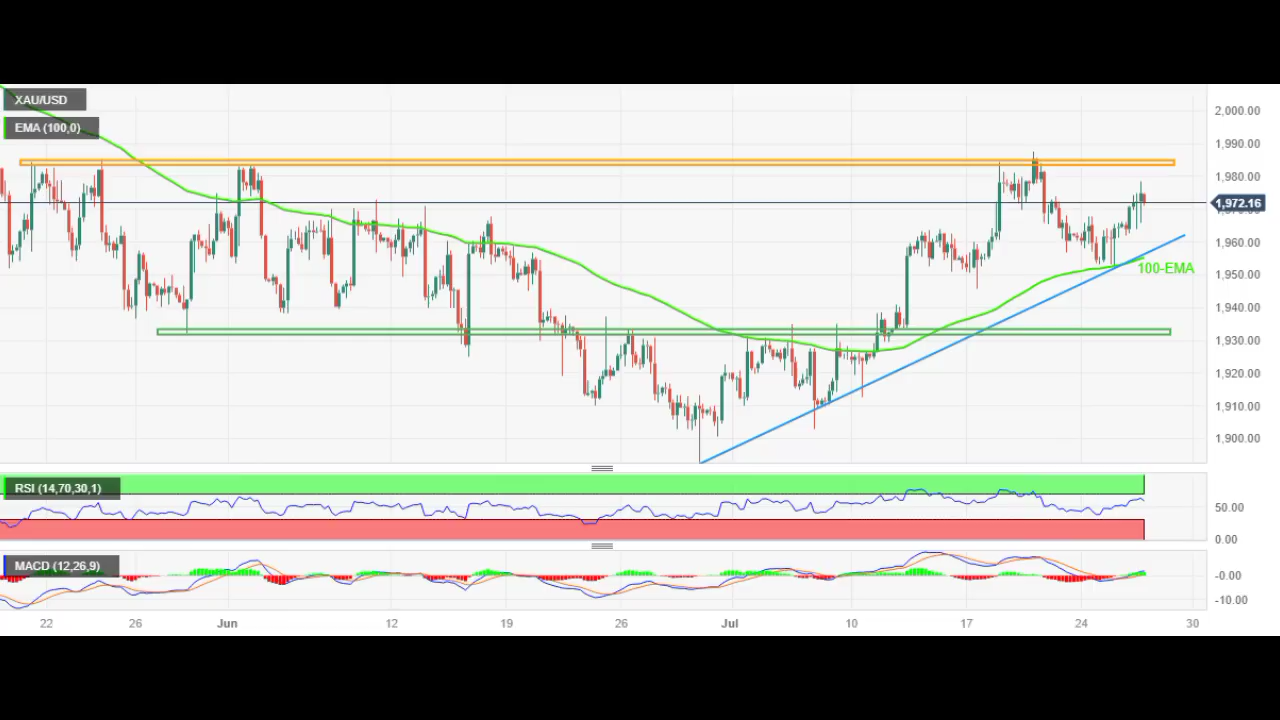 XAU/USD
EMA (100,0)
2,000.00
1,990.00
1,980.00
1,972.16
1,960.00
1,950.00
100-EMA
1,940.00
1,930.00
1,920.00
1,910.00
1,900.00
RSI (14,70,30,1)
50.00
0.00
MACD (12,26,9)
-0.00
-10.00
22 26 Jun 12 19 26 Jul 10 17 24 30